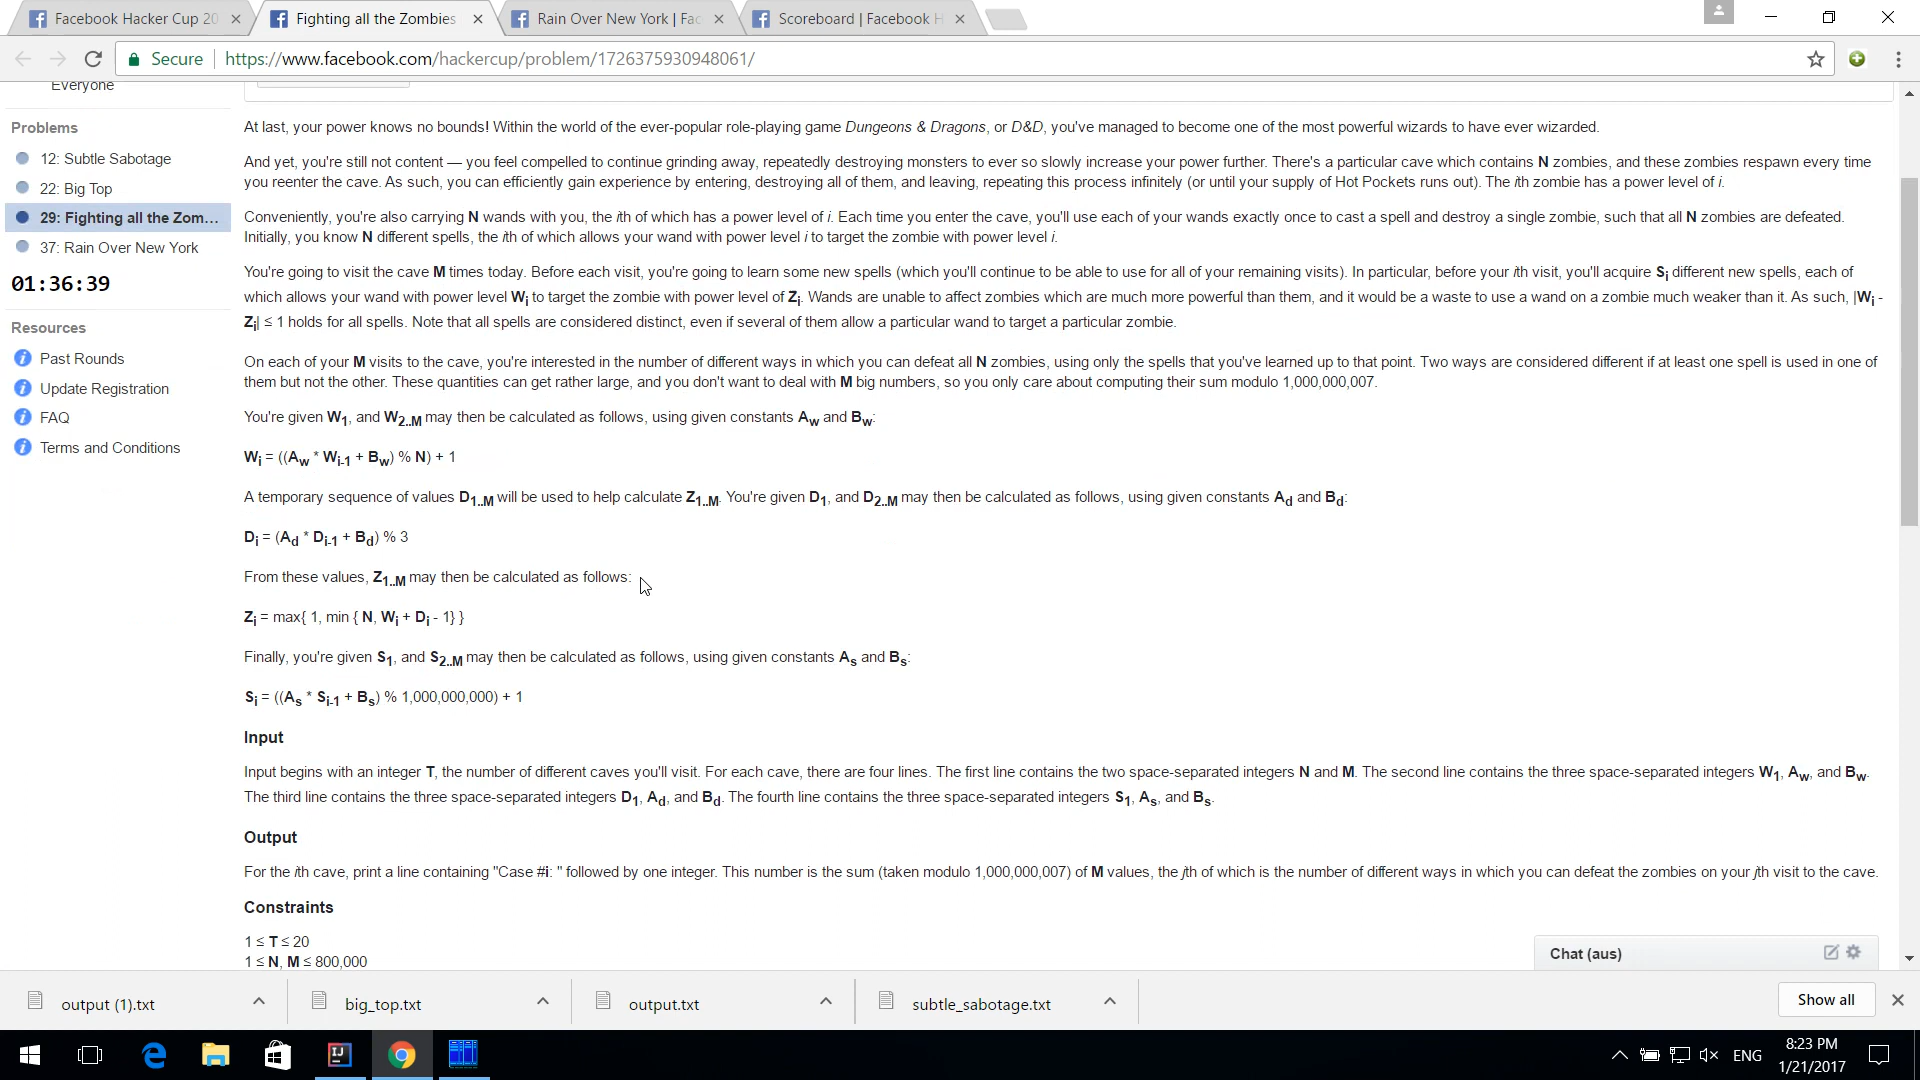 Facebook Hacker Cup 20
Fighting all the Zombies
Rain Over New York | Fac
Scoreboard | Facebook H
Secure
https://www.facebook.com/hackercup/problem/1726375930948061/
Everyone
Problems
12: Subtle Sabotage
22: Big Top
29: Fighting all the Zom...
37: Rain Over New York
01:36:39
Resources
Past Rounds
Update Registration
FAQ
Terms and Conditions
At last, your power knows no bounds! Within the world of the ever-popular role-playing game Dungeons & Dragons, or D&D, you've managed to become one of the most powerful wizards to have ever wizarded.
And yet, you're still not content — you feel compelled to continue grinding away, repeatedly destroying monsters to ever so slowly increase your power further. There's a particular cave which contains N zombies, and these zombies respawn every time
you reenter the cave. As such, you can efficiently gain experience by entering, destroying all of them, and leaving, repeating this process infinitely (or until your supply of Hot Pockets runs out). The ith zombie has a power level of i.
Conveniently, you're also carrying N wands with you, the ith of which has a power level of i. Each time you enter the cave, you'll use each of your wands exactly once to cast a spell and destroy a single zombie, such that all N zombies are defeated.
Initially, you know N different spells, the ith of which allows your wand with power level i to target the zombie with power level i.
You're going to visit the cave M times today. Before each visit, you're going to learn some new spells (which you'll continue to be able to use for all of your remaining visits). In particular, before your ith visit, you'll acquire Si different new spells, each of
which allows your wand with power level Wi to target the zombie with power level of Zi. Wands are unable to affect zombies which are much more powerful than them, and it would be a waste to use a wand on a zombie much weaker than it. As such, |Wi -
Zi| ≤ 1 holds for all spells. Note that all spells are considered distinct, even if several of them allow a particular wand to target a particular zombie.
On each of your M visits to the cave, you're interested in the number of different ways in which you can defeat all N zombies, using only the spells that you've learned up to that point. Two ways are considered different if at least one spell is used in one of
them but not the other. These quantities can get rather large, and you don't want to deal with M big numbers, so you only care about computing their sum modulo 1,000,000,007.
You're given W1, and W2..M may then be calculated as follows, using given constants Aw and Bw:
Wi = ((Aw * Wi-1 + Bw) % N) + 1
A temporary sequence of values D1..M will be used to help calculate Z1..M. You're given D1, and D2..M may then be calculated as follows, using given constants Ad and Bd:
Di = (Ad * Di-1 + Bd) % 3
From these values, Z1..M may then be calculated as follows:
Zi = max{ 1, min { N, Wi + Di - 1} }
Finally, you're given S1, and S2..M may then be calculated as follows, using given constants As and Bs:
Si = ((As * Si-1 + Bs) % 1,000,000,000) + 1
Input
Input begins with an integer T, the number of different caves you'll visit. For each cave, there are four lines. The first line contains the two space-separated integers N and M. The second line contains the three space-separated integers W1, Aw, and Bw.
The third line contains the three space-separated integers D1, Ad, and Bd. The fourth line contains the three space-separated integers S1, As, and Bs.
Output
For the ith cave, print a line containing "Case #i: " followed by one integer. This number is the sum (taken modulo 1,000,000,007) of M values, the jth of which is the number of different ways in which you can defeat the zombies on your jth visit to the cave.
Constraints
1 ≤ T ≤ 20
1 ≤ N, M ≤ 800,000
Chat (aus)
output (1).txt
big_top.txt
output.txt
subtle_sabotage.txt
Show all
IJ
ENG
8:23 PM
1/21/2017